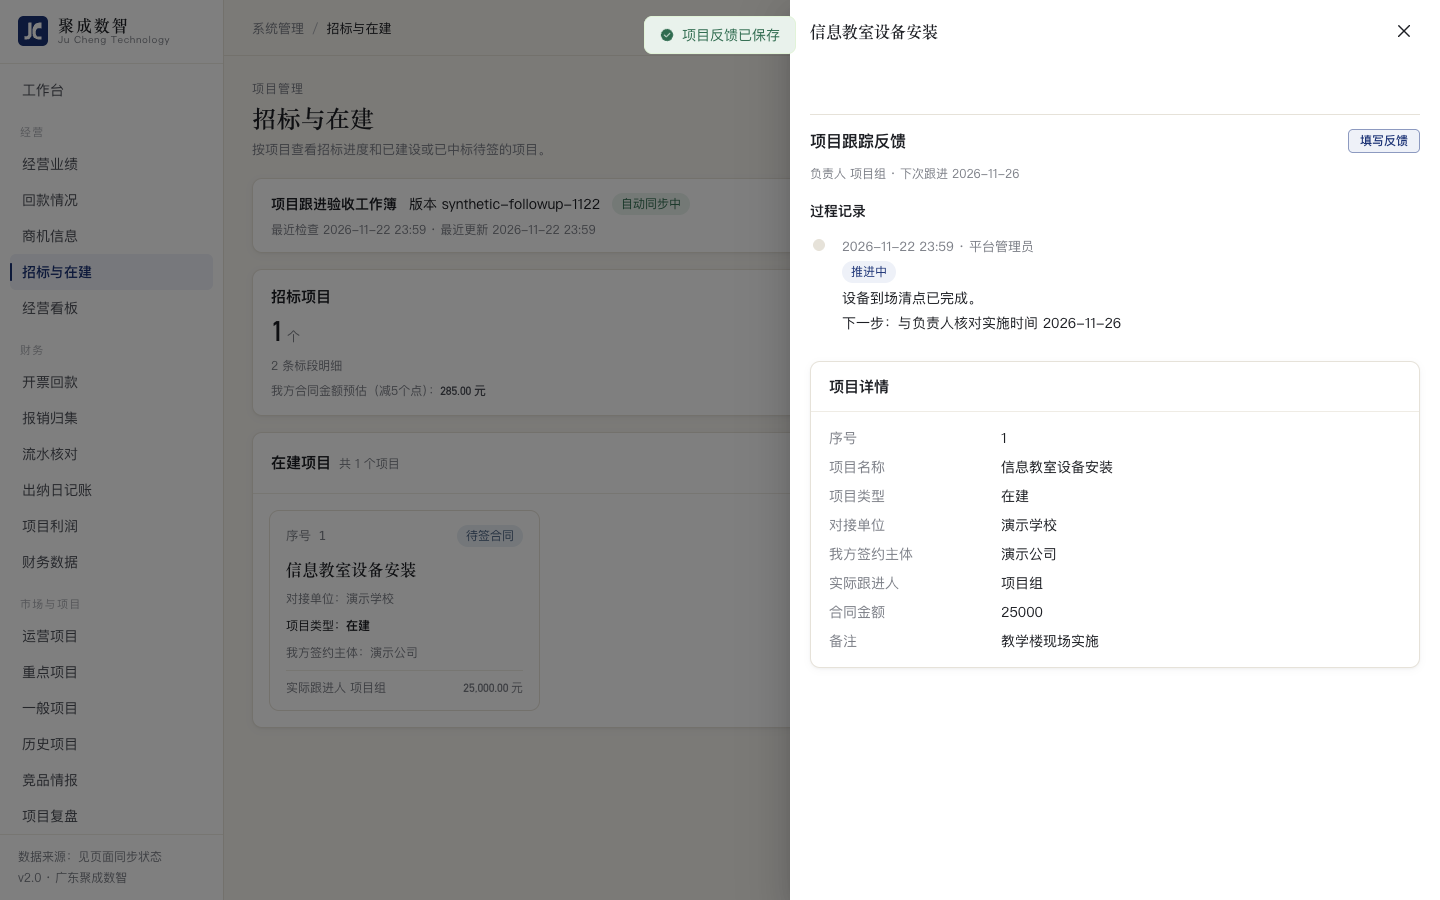 JC 聚成数智
Ju Cheng Technology
工作台
经营
经营业绩
回款情况
商机信息
招标与在建
经营看板
财务
开票回款
报销归集
流水核对
出纳日记账
项目利润
财务数据
市场与项目
运营项目
重点项目
一般项目
历史项目
竞品情报
项目复盘
数据来源：见页面同步状态
v2.0 · 广东聚成数智
系统管理 / 招标与在建
项目反馈已保存
项目管理
招标与在建
按项目查看招标进度和已建设或已中标待签的项目。
项目跟进验收工作簿 版本 synthetic-followup-1122 自动同步中
最近检查 2026-11-22 23:59 · 最近更新 2026-11-22 23:59
招标项目
1 个
2 条标段明细
我方合同金额预估（减5个点）：285.00 元
在建项目 共 1 个项目
序号 1 待签合同
信息教室设备安装
对接单位：演示学校
项目类型：在建
我方签约主体：演示公司
实际跟进人 项目组 25,000.00 元
信息教室设备安装
项目跟踪反馈 填写反馈
负责人 项目组 · 下次跟进 2026-11-26
过程记录
2026-11-22 23:59 · 平台管理员
推进中
设备到场清点已完成。
下一步：与负责人核对实施时间 2026-11-26
项目详情
序号 1
项目名称 信息教室设备安装
项目类型 在建
对接单位 演示学校
我方签约主体 演示公司
实际跟进人 项目组
合同金额 25000
备注 教学楼现场实施